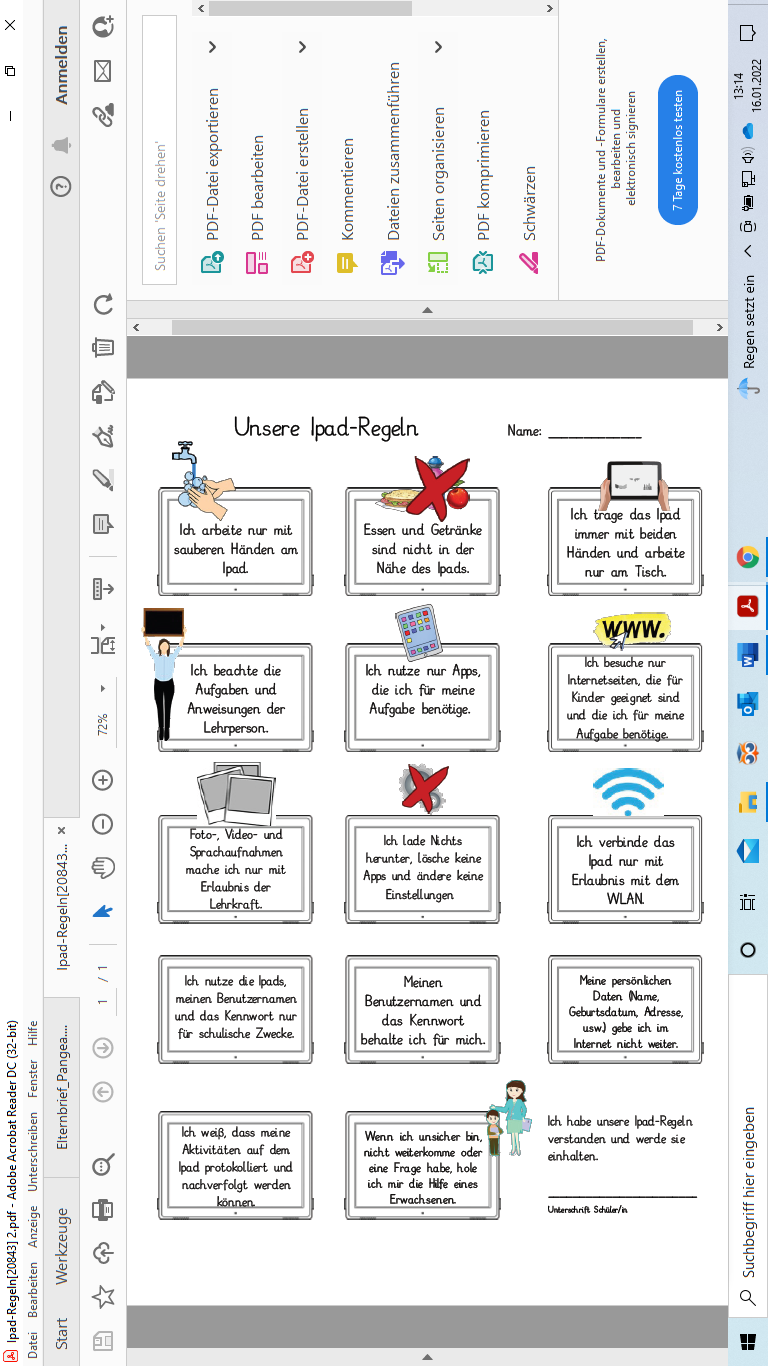 Ipad-Regeln[20843] 2.pdf - Adobe Acrobat Reader DC (32-bit)
Datei Bearbeiten Anzeige Unterschreiben Fenster Hilfe
Start Werkzeuge Elternbrief_Pangea.... Ipad-Regeln[20843... × Anmelden
1 / 1 72%
Unsere Ipad-Regeln
Name: ______________
Ich arbeite nur mit
sauberen Händen am
Ipad.
Essen und Getränke
sind nicht in der
Nähe des Ipads.
Ich trage das Ipad
immer mit beiden
Händen und arbeite
nur am Tisch.
Ich beachte die
Aufgaben und
Anweisungen der
Lehrperson.
Ich nutze nur Apps,
die ich für meine
Aufgabe benötige.
www.
Ich besuche nur
Internetseiten, die für
Kinder geeignet sind
und die ich für meine
Aufgabe benötige.
Foto-, Video- und
Sprachaufnahmen
mache ich nur mit
Erlaubnis der
Lehrkraft.
Ich lade Nichts
herunter, lösche keine
Apps und ändere keine
Einstellungen
Ich verbinde das
Ipad nur mit
Erlaubnis mit dem
WLAN.
Ich nutze die Ipads,
meinen Benutzernamen
und das Kennwort nur
für schulische Zwecke.
Meinen
Benutzernamen und
das Kennwort
behalte ich für mich.
Meine persönlichen
Daten (Name,
Geburtsdatum, Adresse,
usw.) gebe ich im
Internet nicht weiter.
Ich weiß, dass meine
Aktivitäten auf dem
Ipad protokolliert und
nachverfolgt werden
können.
Wenn ich unsicher bin,
nicht weiterkomme oder
eine Frage habe, hole
ich mir die Hilfe eines
Erwachsenen.
Ich habe unsere Ipad-Regeln
verstanden und werde sie
einhalten.
Unterschrift Schüler/in
Suchen 'Seite drehen'
PDF-Datei exportieren
PDF bearbeiten
PDF-Datei erstellen
Kommentieren
Dateien zusammenführen
Seiten organisieren
PDF komprimieren
Schwärzen
PDF-Dokumente und -Formulare erstellen,
bearbeiten und
elektronisch signieren
7 Tage kostenlos testen
Suchbegriff hier eingeben
Regen setzt ein
13:14
16.01.2022